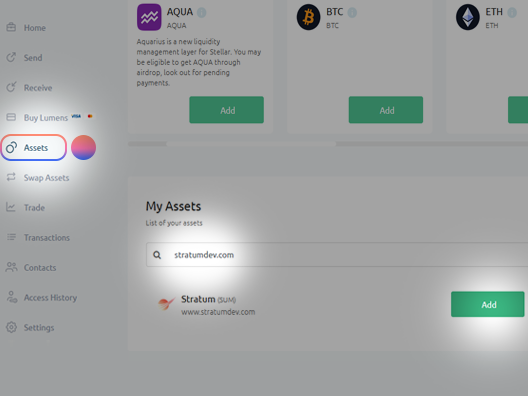 Home
Send
Receive
Buy Lumens VISA
Assets
Swap Assets
Trade
Transactions
Contacts
Access History
Settings
AQUA
AQUA
Aquarius is a new liquidity
management layer for Stellar. You may
be eligible to get AQUA through
airdrop, look out for pending
payments.
Add
BTC
BTC
Add
ETH
ETH
My Assets
List of your assets
stratumdev.com
Stratum (SUM)
www.stratumdev.com
Add